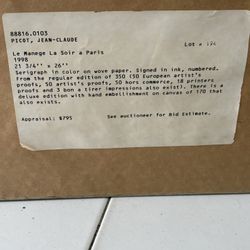 88816.0103
PICOT, JEAN-CLAUDE
Lot # 194
Le Manege La Soir a Paris
1998
21 3/4'' x 26''
Serigraph in color on wove paper. Signed in ink, numbered.
from the regular edition of 350 (50 European artist's
proofs, 50 artist's proofs, 50 hors commerce, 18 printers
proofs and 3 bon a tirer impressions also exist). There is a
deluxe edition with hand embellishment on canvas of 170 that
also exists.
Appraisal: $795
See auctioneer for Bid Estimate.